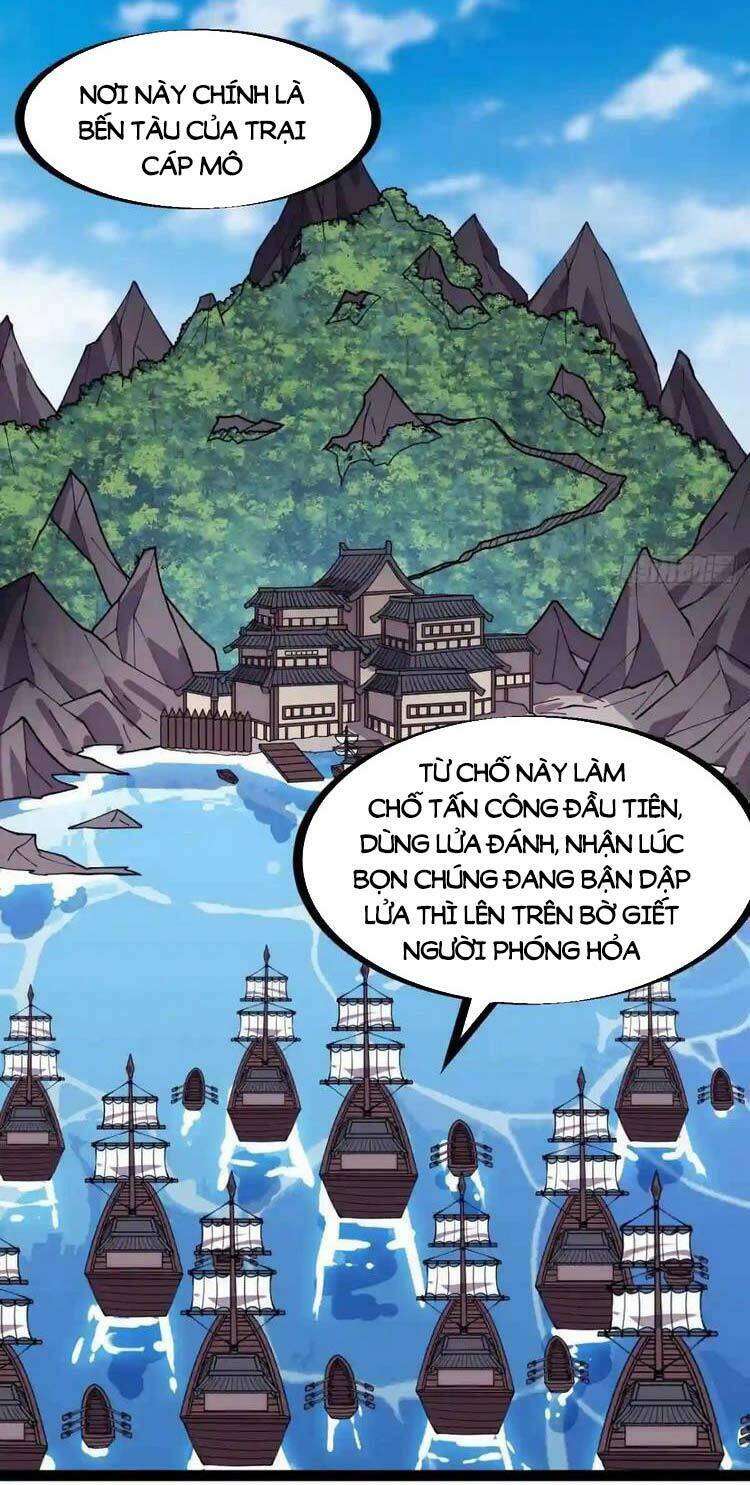 NƠI NÀY CHÍNH LÀ
BẾN TÀU CỦA TRẠI
CÁP MÔ
TỪ CHỖ NÀY LÀM
CHỖ TẤN CÔNG ĐẦU TIÊN,
DÙNG LỬA ĐÁNH, NHẬN LÚC
BỌN CHÚNG ĐANG BẬN DẬP
LỬA THÌ LÊN TRÊN BỜ GIẾT
NGƯỜI PHÓNG HỎA